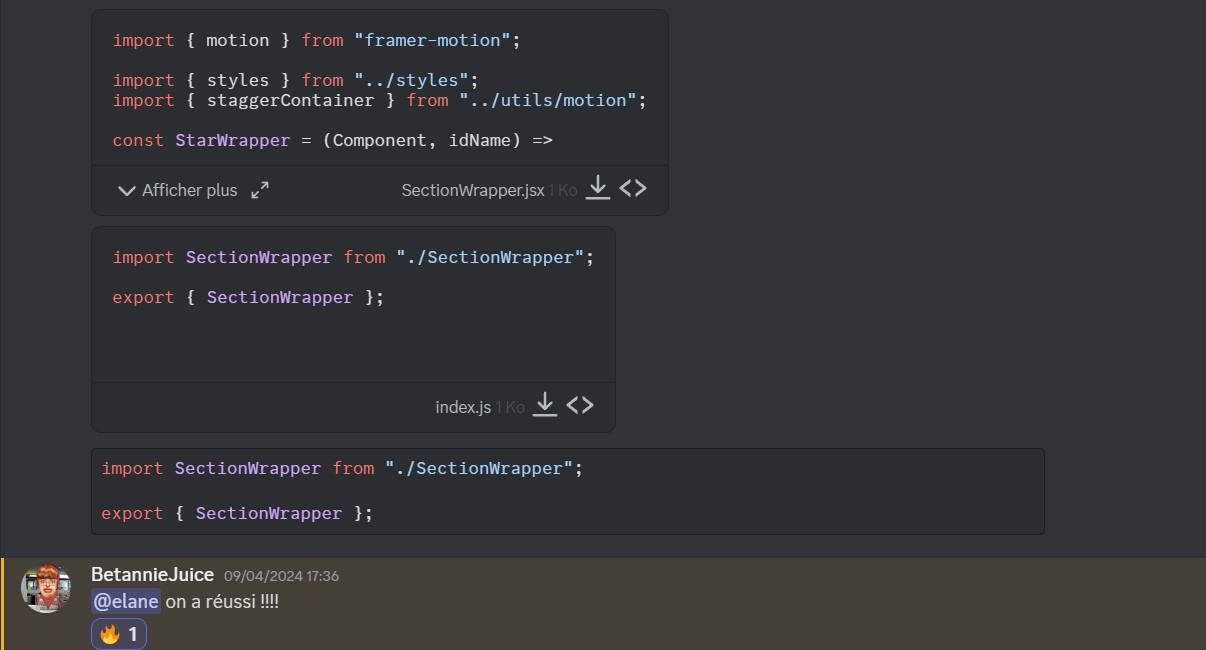 import { motion } from "framer-motion";
import { styles } from "../styles";
import { staggerContainer } from "../utils/motion";
const StarWrapper = (Component, idName) =>
Afficher plus SectionWrapper.jsx 1 Ko
import SectionWrapper from "./SectionWrapper";
export { SectionWrapper };
index.js 1 Ko
import SectionWrapper from "./SectionWrapper";
export { SectionWrapper };
BetannieJuice 09/04/2024 17:36
@elane on a réussi !!!!
🔥 1